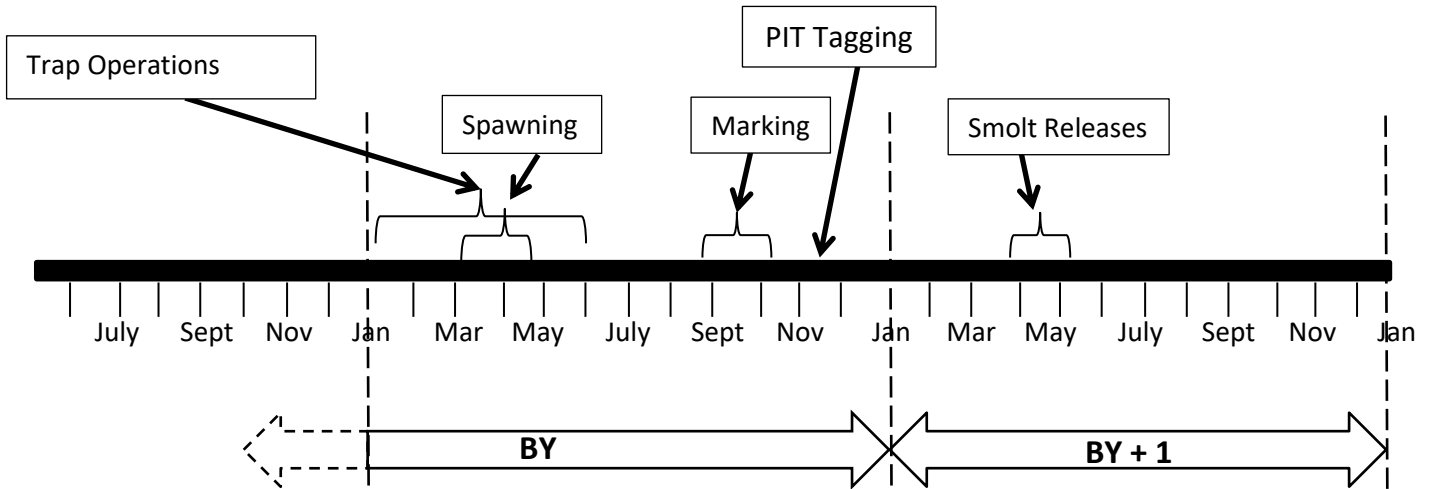 PIT Tagging
Trap Operations
Spawning
Marking
Smolt Releases
July Sept Nov Jan Mar May July Sept Nov Jan Mar May July Sept Nov Jan
BY BY + 1